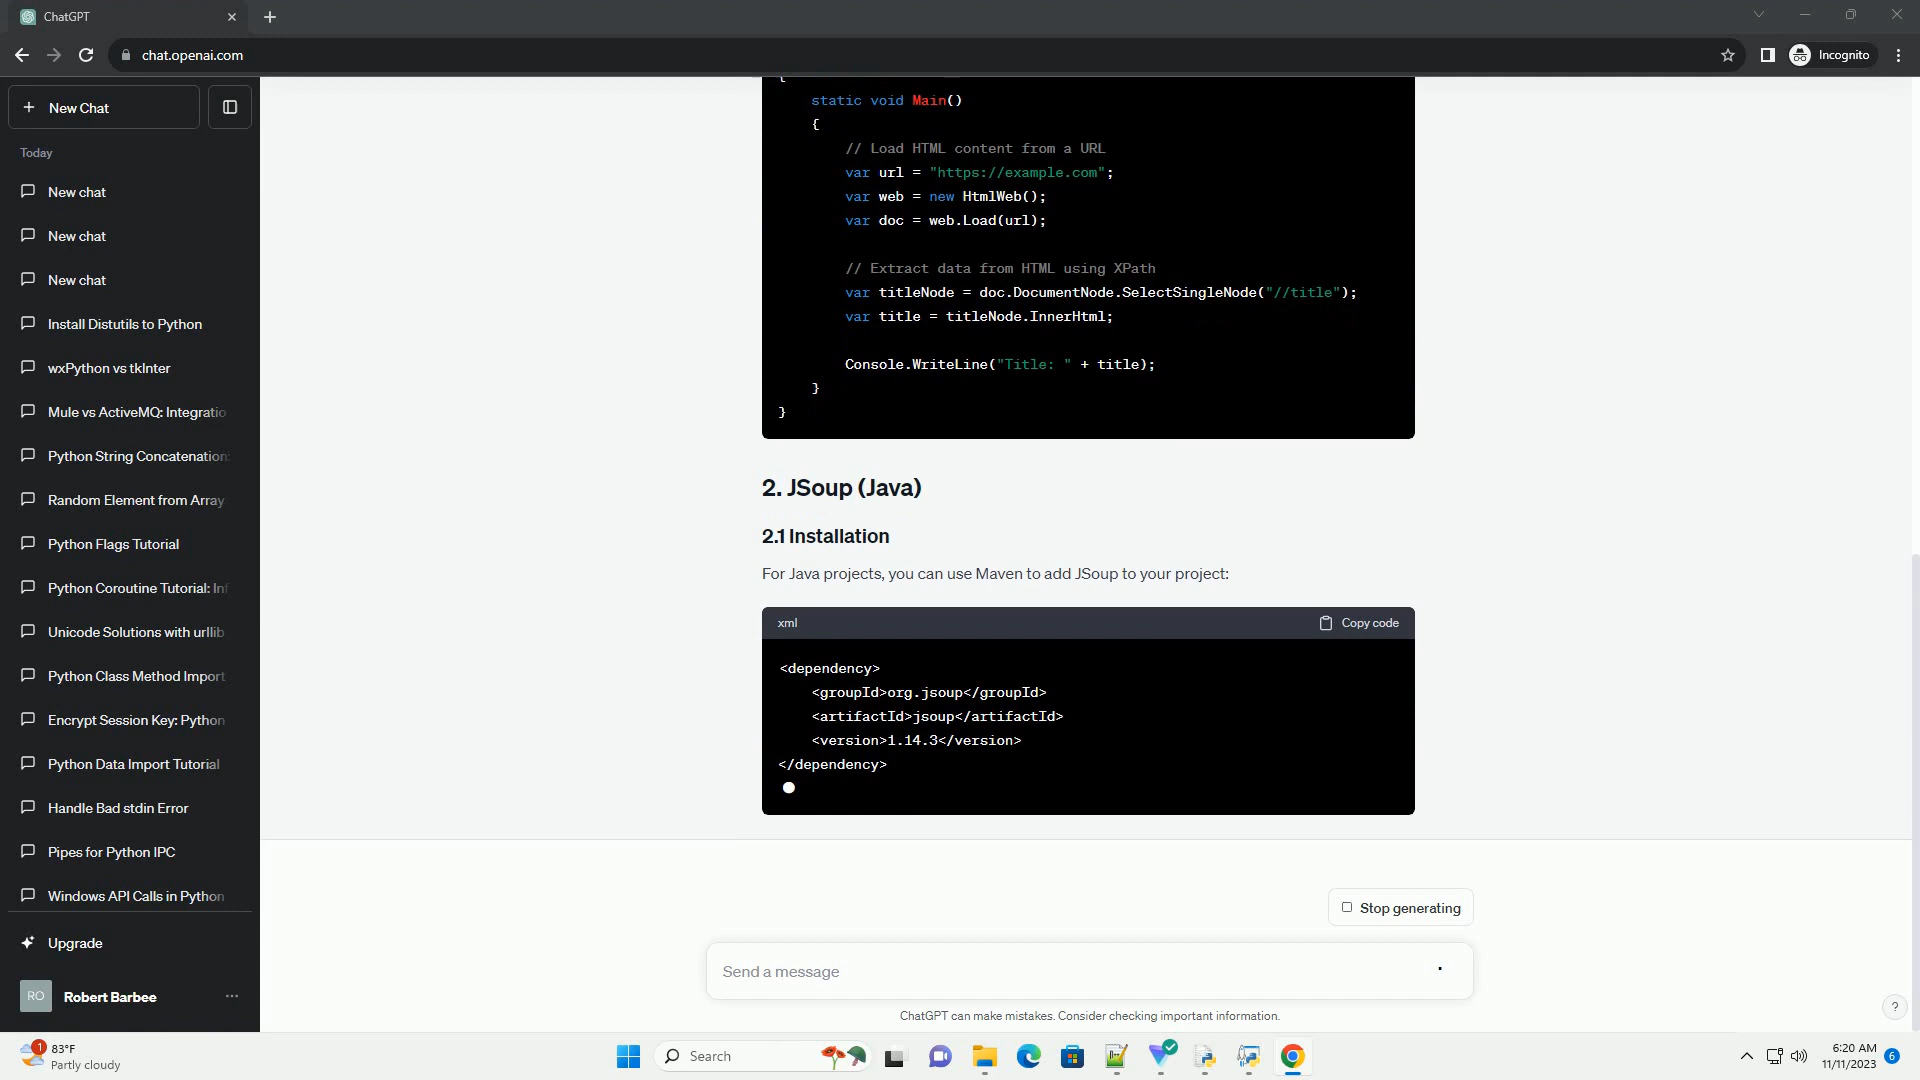 ChatGPT
chat.openai.com
Incognito
New Chat
Today
New chat
New chat
New chat
Install Distutils to Python
wxPython vs tkInter
Mule vs ActiveMQ: Integratio
Python String Concatenation:
Random Element from Array
Python Flags Tutorial
Python Coroutine Tutorial: Inf
Unicode Solutions with urllib
Python Class Method Import
Encrypt Session Key: Python
Python Data Import Tutorial
Handle Bad stdin Error
Pipes for Python IPC
Windows API Calls in Python
Upgrade
RO
Robert Barbee
{
static void Main()
{
// Load HTML content from a URL
var url = "https://example.com";
var web = new HtmlWeb();
var doc = web.Load(url);
// Extract data from HTML using XPath
var titleNode = doc.DocumentNode.SelectSingleNode("//title");
var title = titleNode.InnerHtml;
Console.WriteLine("Title: " + title);
}
}
2. JSoup (Java)
2.1 Installation
For Java projects, you can use Maven to add JSoup to your project:
xml
Copy code
<dependency>
<groupId>org.jsoup</groupId>
<artifactId>jsoup</artifactId>
<version>1.14.3</version>
</dependency>
Stop generating
Send a message
ChatGPT can make mistakes. Consider checking important information.
?
1
83°F
Partly cloudy
Search
6:20 AM
11/11/2023
6